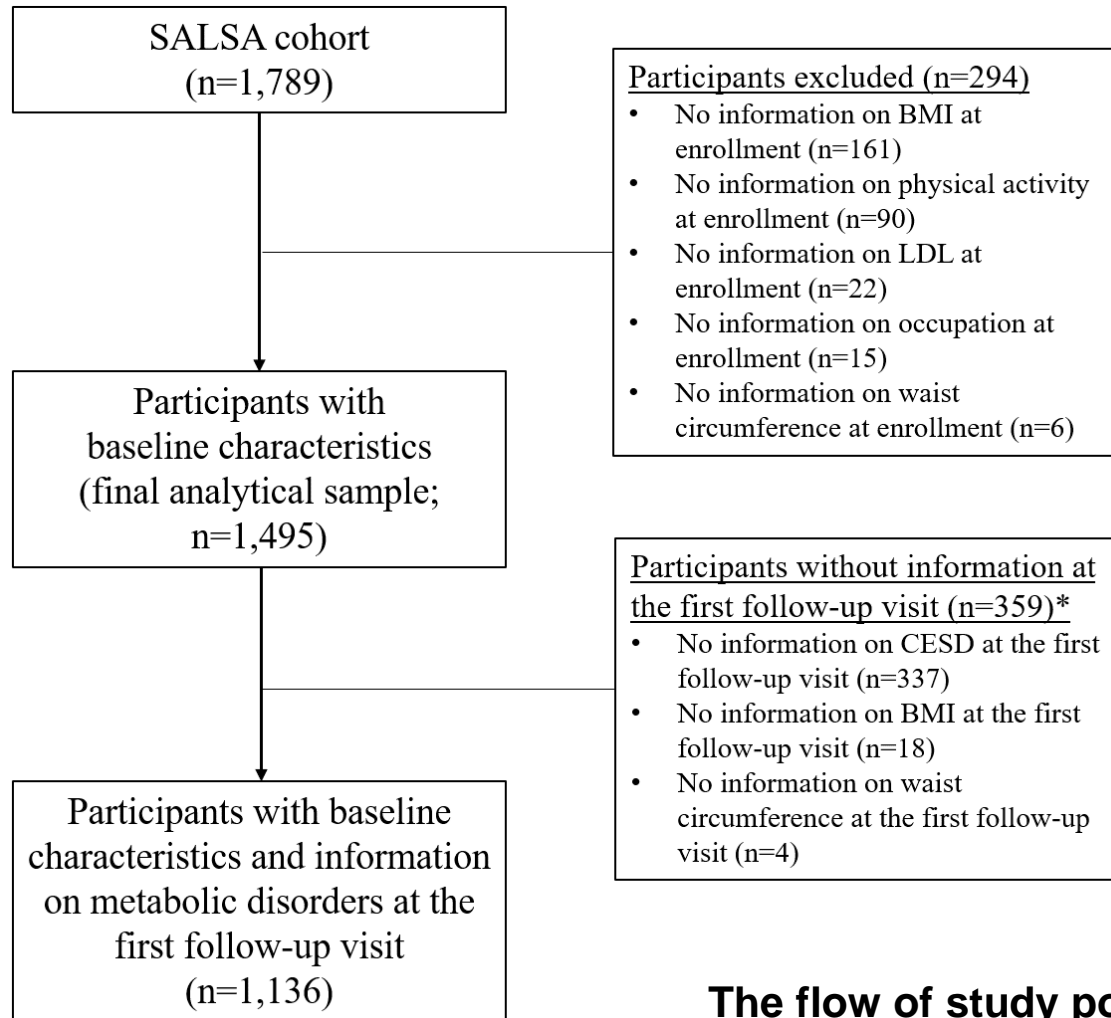 SALSA cohort
(n=1,789)
Participants excluded (n=294)
• No information on BMI at
enrollment (n=161)
• No information on physical activity
at enrollment (n=90)
• No information on LDL at
enrollment (n=22)
• No information on occupation at
enrollment (n=15)
• No information on waist
circumference at enrollment (n=6)
Participants with
baseline characteristics
(final analytical sample;
n=1,495)
Participants without information at
the first follow-up visit (n=359)*
• No information on CESD at the first
follow-up visit (n=337)
• No information on BMI at the first
follow-up visit (n=18)
• No information on waist
circumference at the first follow-up
visit (n=4)
Participants with baseline
characteristics and information
on metabolic disorders at the
first follow-up visit
(n=1,136)
The flow of study